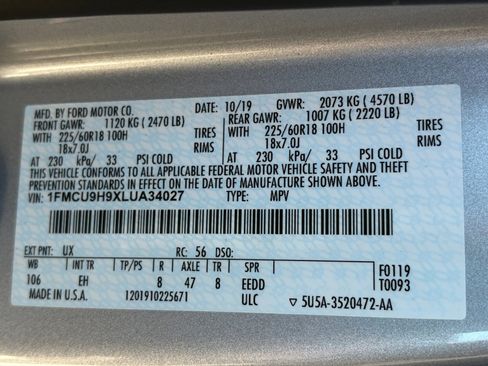 MFD. BY FORD MOTOR CO. DATE: 10/19 GVWR: 2073 KG (4570 LB)
FRONT GAWR: 1120 KG (2470 LB) REAR GAWR: 1007 KG (2220 LB)
WITH 225/60R18 100H TIRES WITH 225/60R18 100H TIRES
18x7.0J RIMS 18x7.0J RIMS
AT 230 kPa/ 33 PSI COLD AT 230 kPa/ 33 PSI COLD
THIS VEHICLE CONFORMS TO ALL APPLICABLE FEDERAL MOTOR VEHICLE SAFETY AND THEFT
PREVENTION STANDARDS IN EFFECT ON THE DATE OF MANUFACTURE SHOWN ABOVE.
VIN: 1FMCU9H9XLUA34027 TYPE: MPV
EXT PNT: UX RC: 56 DSO:
WB INT TR TP/PS R AXLE TR SPR F0119
106 EH 8 47 8 EEDD T0093
MADE IN U.S.A. 1201910225671 ULC ▽ 5U5A-3520472-AA